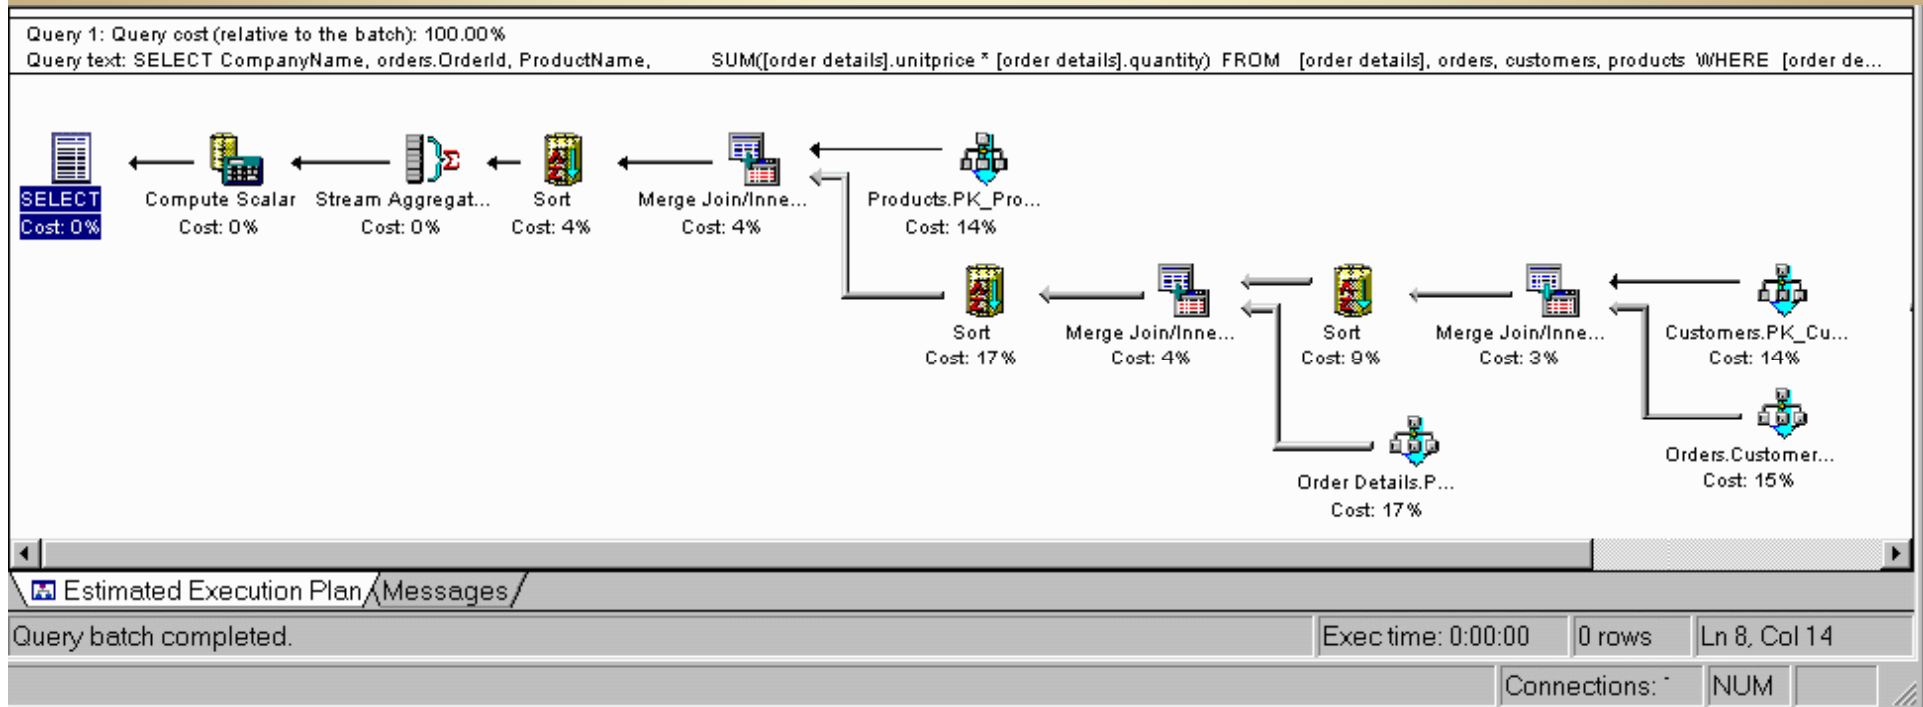 Query 1: Query cost (relative to the batch): 100.00%
Query text: SELECT CompanyName, orders.OrderId, ProductName, SUM([order details].unitprice * [order details].quantity) FROM [order details], orders, customers, products WHERE [order de...
SELECT
Cost: 0%
Compute Scalar
Cost: 0%
Stream Aggregat...
Cost: 0%
Sort
Cost: 4%
Merge Join/Inne...
Cost: 4%
Products.PK_Pro...
Cost: 14%
Sort
Cost: 17%
Merge Join/Inne...
Cost: 4%
Sort
Cost: 9%
Merge Join/Inne...
Cost: 3%
Customers.PK_Cu...
Cost: 14%
Orders.Customer...
Cost: 15%
Order Details.P...
Cost: 17%
Estimated Execution Plan
Messages
Query batch completed.
Exec time: 0:00:00
0 rows
Ln 8, Col 14
Connections:
NUM